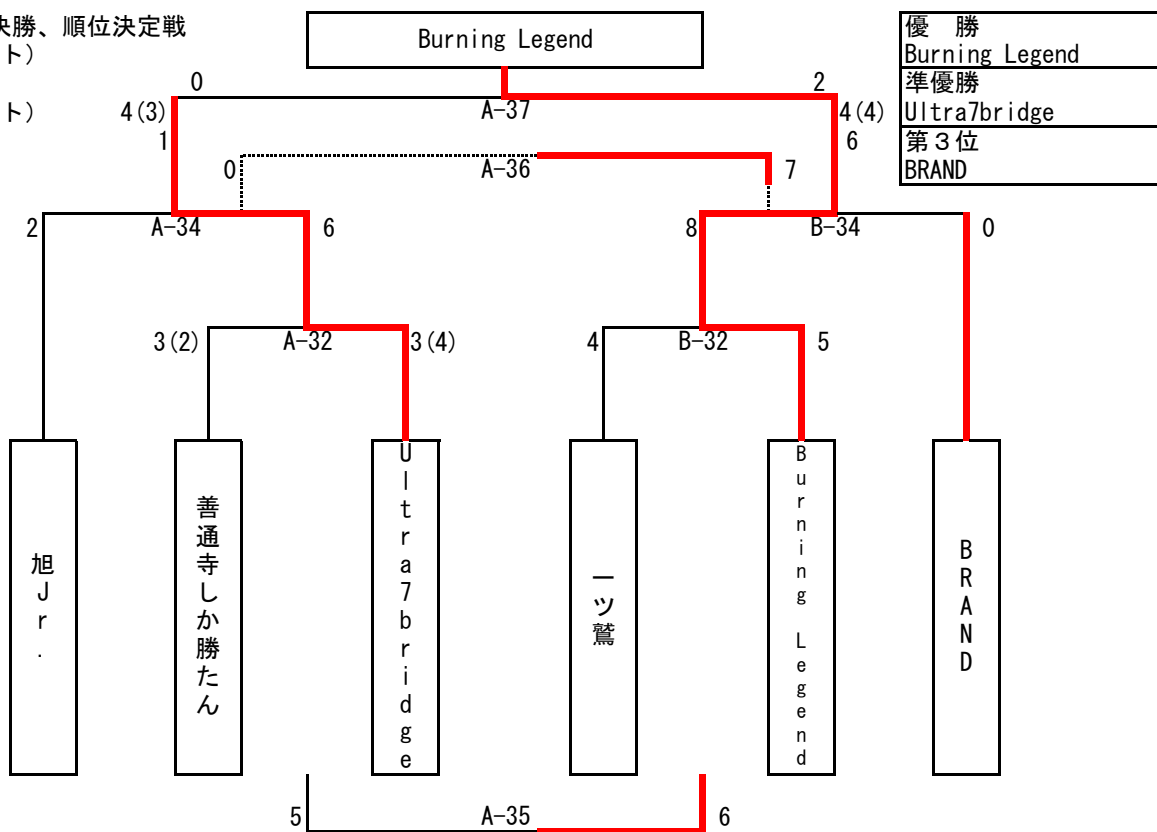 決勝、順位決定戦
ト)
ト)
Burning Legend
優　勝
Burning Legend
準優勝
Ultra7bridge
第３位
BRAND
0
2
4(3)
A-37
4(4)
1
6
0
A-36
7
2
A-34
6
8
B-34
0
3(2)
A-32
3(4)
4
B-32
5
旭Jr.
善通寺しか勝たん
Ultra7bridge
一ツ鷲
Burning Legend
BRAND
5
A-35
6